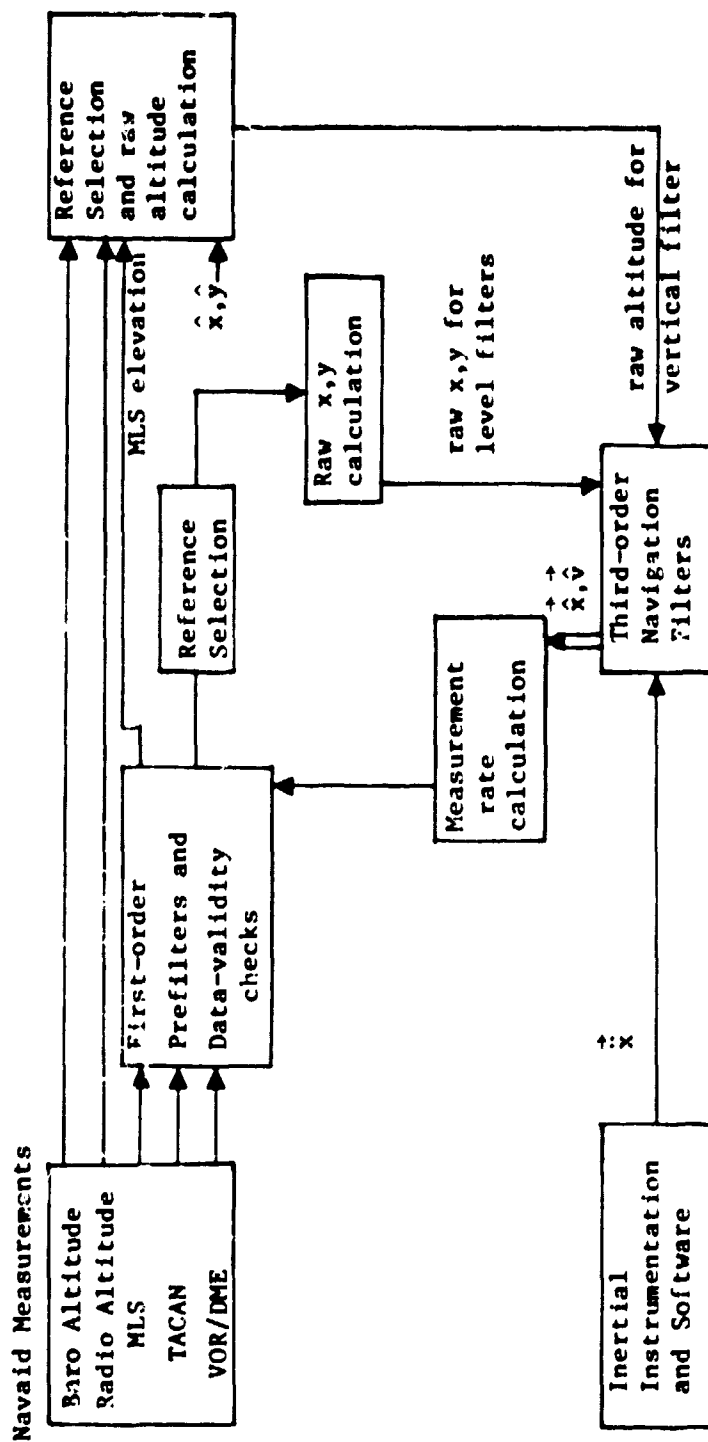 Navaid Measurements
Baro Altitude
Radio Altitude
MLS
TACAN
VOR/DME
First-order
Prefilters and
Data-validity
checks
MLS elevation
Reference
Selection
and raw
altitude
calculation
x̂,ŷ
Reference
Selection
Raw x,y
calculation
raw x,y for
level filters
raw altitude for
vertical filter
Measurement
rate
calculation
x̂⃗,v̂⃗
Third-order
Navigation
Filters
ẍ⃗
Inertial
Instrumentation
and Software